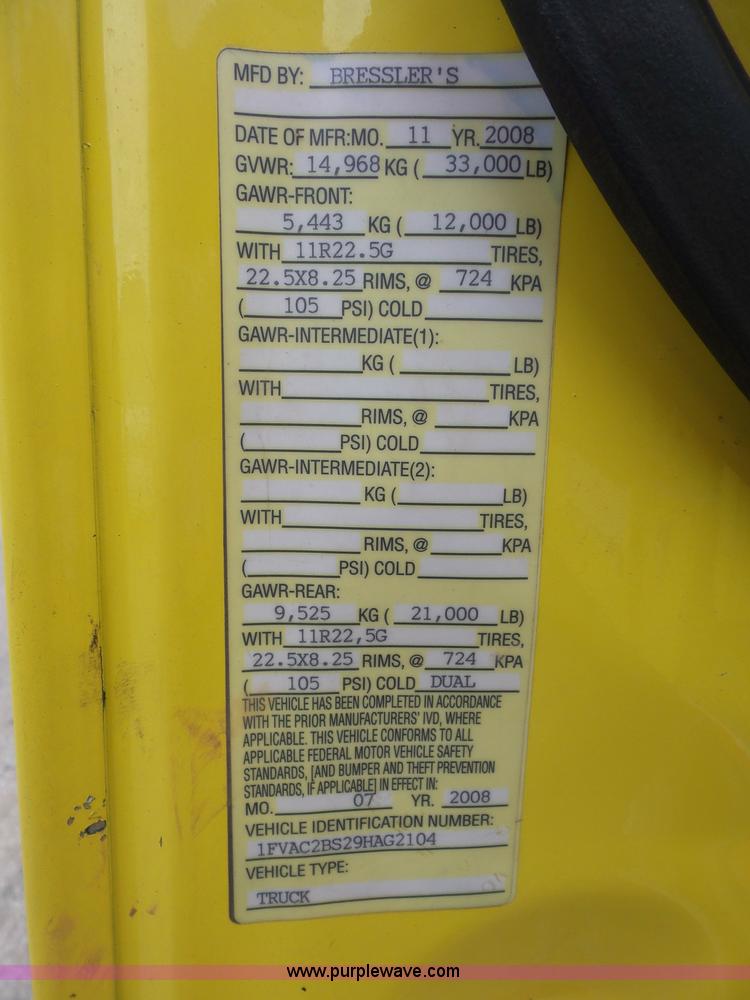 MFD BY: BRESSLER'S
DATE OF MFR:MO. 11 YR. 2008
GVWR: 14,968 KG ( 33,000 LB)
GAWR-FRONT:
5,443 KG ( 12,000 LB)
WITH 11R22.5G TIRES,
22.5X8.25 RIMS, @ 724 KPA
( 105 PSI) COLD
GAWR-INTERMEDIATE(1):
KG ( LB)
WITH TIRES,
RIMS, @ KPA
( PSI) COLD
GAWR-INTERMEDIATE(2):
KG ( LB)
WITH TIRES,
RIMS, @ KPA
( PSI) COLD
GAWR-REAR:
9,525 KG ( 21,000 LB)
WITH 11R22,5G TIRES,
22.5X8.25 RIMS, @ 724 KPA
( 105 PSI) COLD DUAL
THIS VEHICLE HAS BEEN COMPLETED IN ACCORDANCE
WITH THE PRIOR MANUFACTURERS' IVD, WHERE
APPLICABLE. THIS VEHICLE CONFORMS TO ALL
APPLICABLE FEDERAL MOTOR VEHICLE SAFETY
STANDARDS, [AND BUMPER AND THEFT PREVENTION
STANDARDS, IF APPLICABLE] IN EFFECT IN:
MO. 07 YR. 2008
VEHICLE IDENTIFICATION NUMBER:
1FVAC2BS29HAG2104
VEHICLE TYPE:
TRUCK
www.purplewave.com